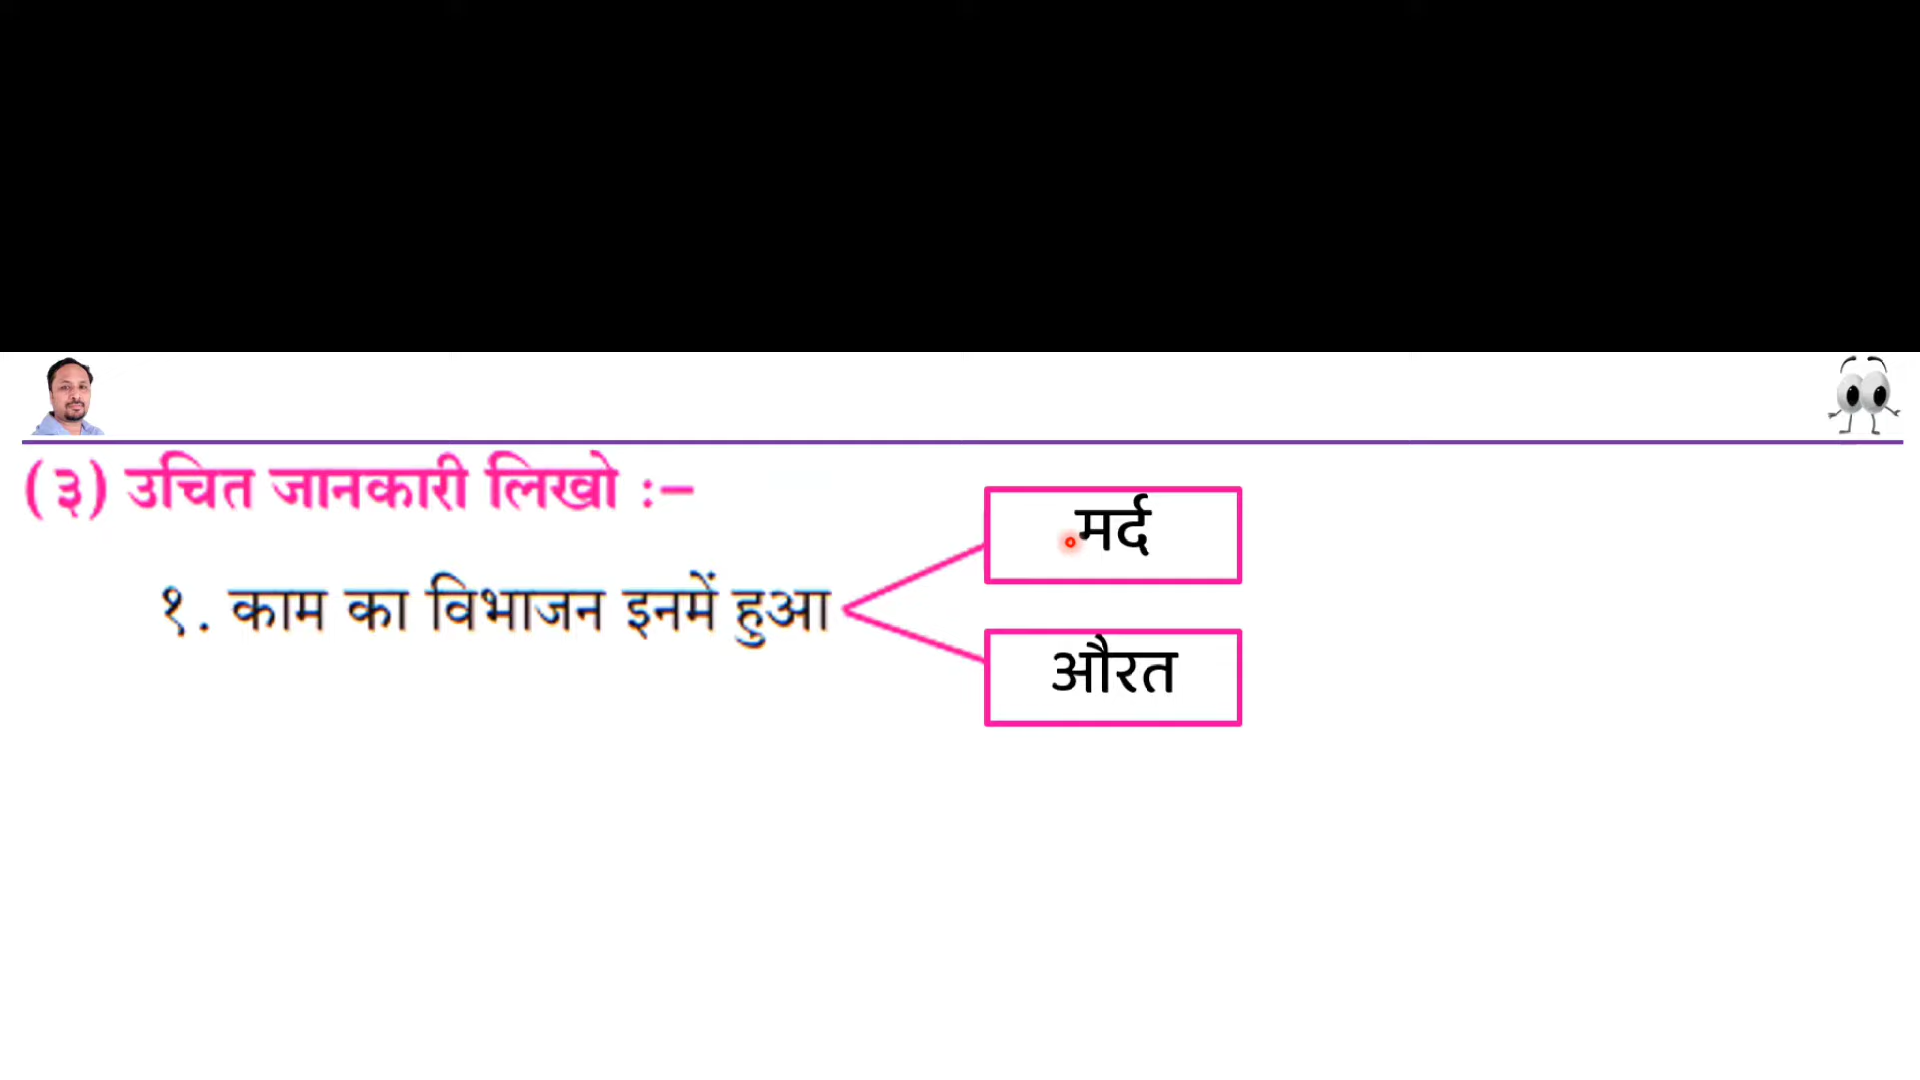 (३) उचित जानकारी लिखो :-
मर्द
१. काम का विभाजन इनमें हुआ
औरत